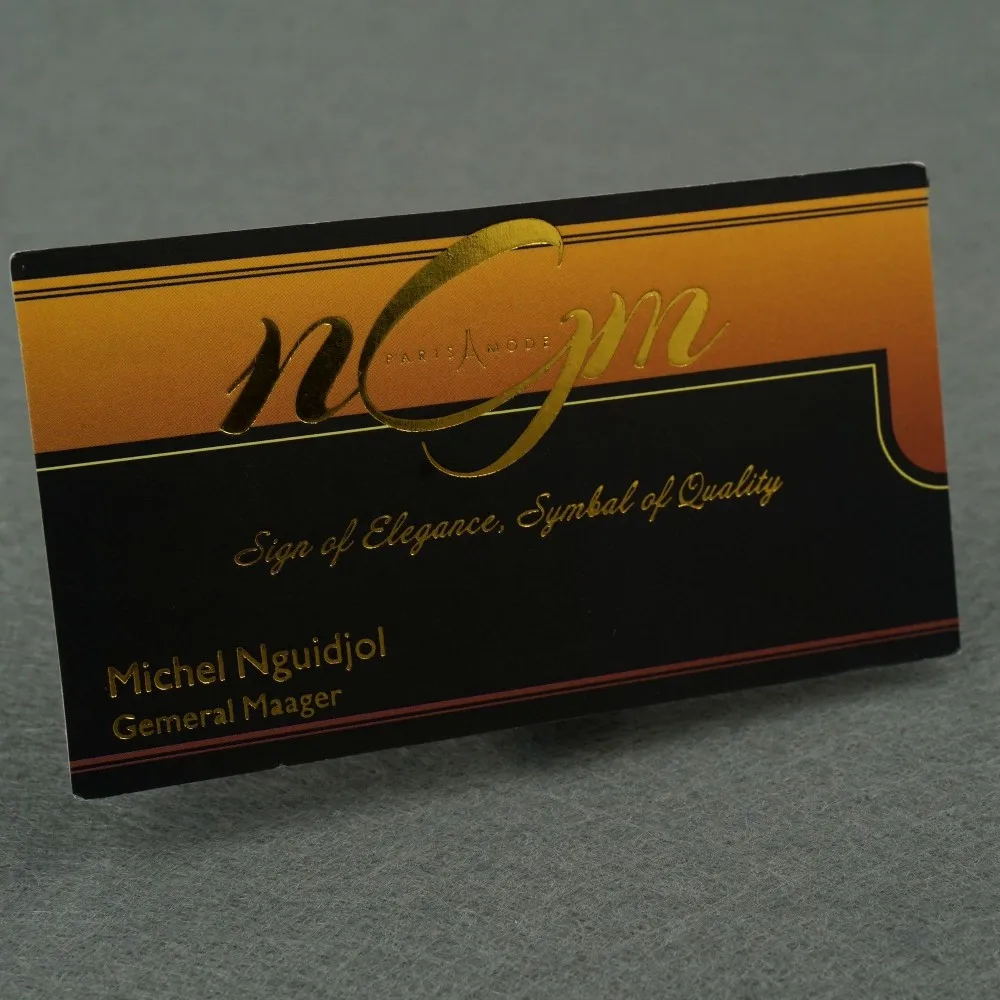 nGm
PARIS A MODE
Sign of Elegance, Symbal of Quality
Michel Nguidjol
Gemeral Maager